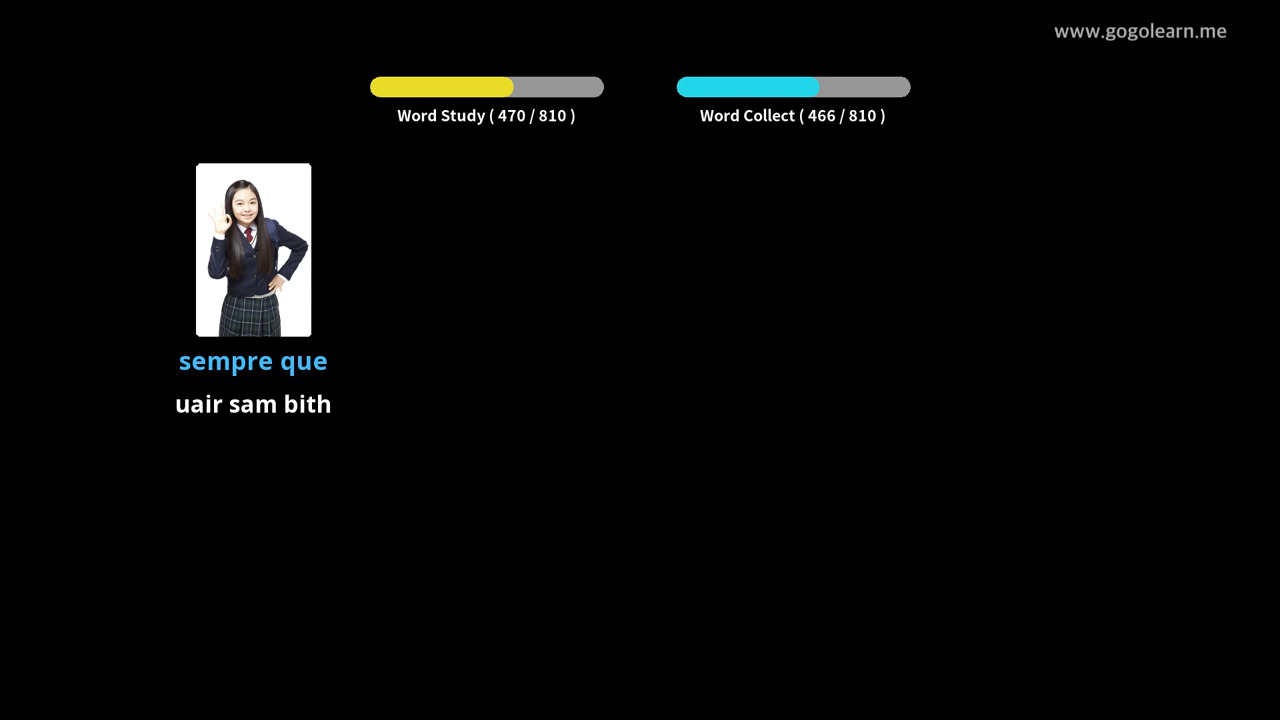 www.gogolearn.me
Word Study ( 470 / 810 )
Word Collect ( 466 / 810 )
sempre que
uair sam bith